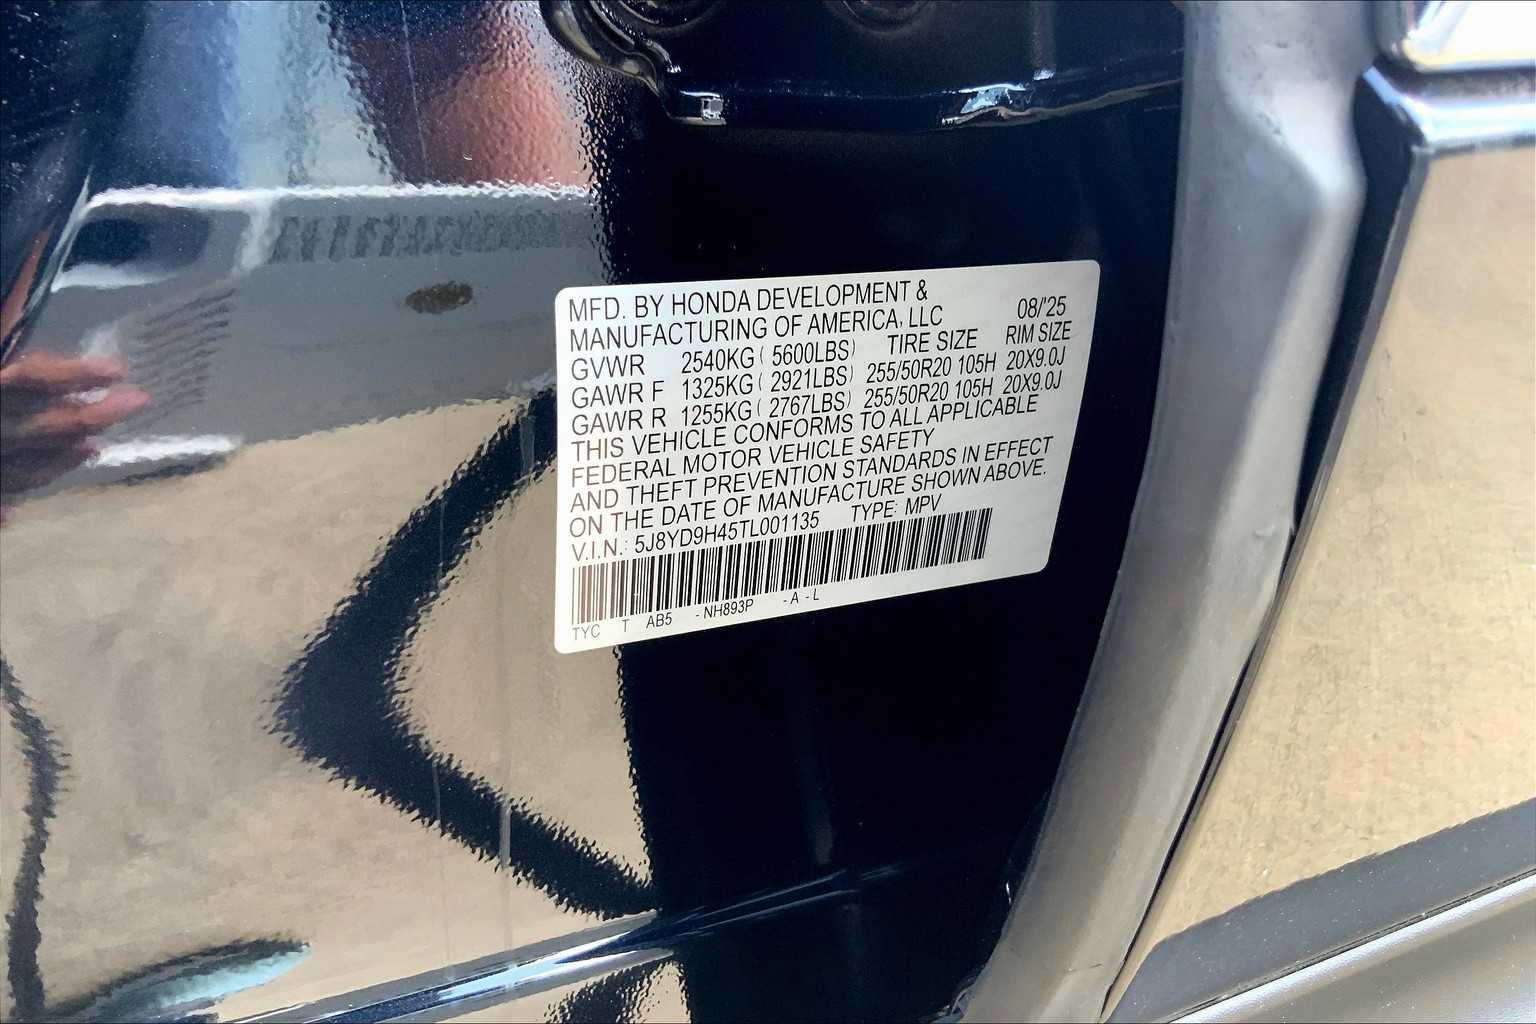 MFD. BY HONDA DEVELOPMENT &
MANUFACTURING OF AMERICA, LLC 08/'25
GVWR 2540KG ( 5600LBS) TIRE SIZE RIM SIZE
GAWR F 1325KG ( 2921LBS) 255/50R20 105H 20X9.0J
GAWR R 1255KG ( 2767LBS) 255/50R20 105H 20X9.0J
THIS VEHICLE CONFORMS TO ALL APPLICABLE
FEDERAL MOTOR VEHICLE SAFETY
AND THEFT PREVENTION STANDARDS IN EFFECT
ON THE DATE OF MANUFACTURE SHOWN ABOVE.
V.I.N.: 5J8YD9H45TL001135 TYPE: MPV
TYC T AB5 - NH893P - A - L